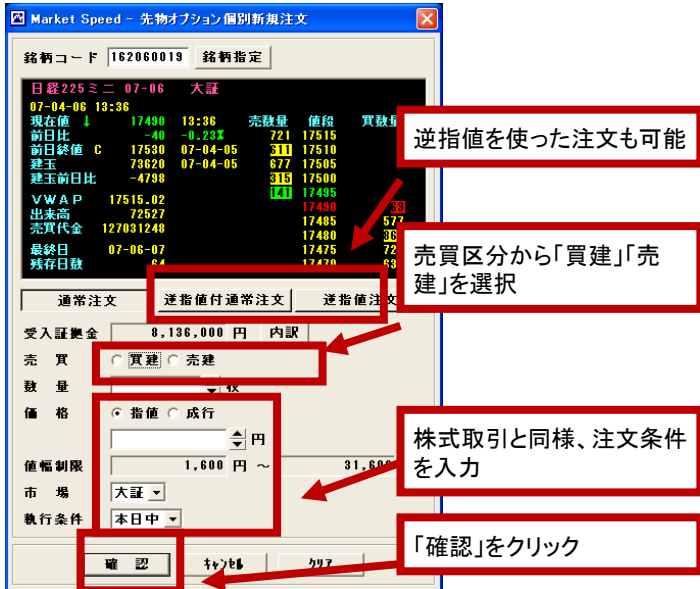 Market Speed - 先物オプション個別新規注文
銘柄コード 162060019 銘柄指定
日経225ミニ 07-06 大証
07-04-06 13:36
現在値 ↓ 17490 13:36 売数量 値段 買数量
前日比 -40 -0.23% 721 17515
前日終値 C 17530 07-04-05 611 17510
建玉 73620 07-04-05 677 17505
建玉前日比 -4798 315 17500
141 17495
VWAP 17515.02 17490 69
出来高 72527 17485 577
売買代金 127031248 17480
最終日 07-06-07 17475
残存日数 64 17470
逆指値を使った注文も可能
売買区分から「買建」「売
建」を選択
通常注文 逆指値付通常注文 逆指値注文
受入証拠金 8,136,000 円 内訳
売 買 買建 売建
数 量 枚
価 格 指値 成行
円
値幅制限 1,600 円 ～
市 場 大証
執行条件 本日中
株式取引と同様、注文条件
を入力
「確認」をクリック
確 認 ｷｬﾝｾﾙ ｸﾘｱ